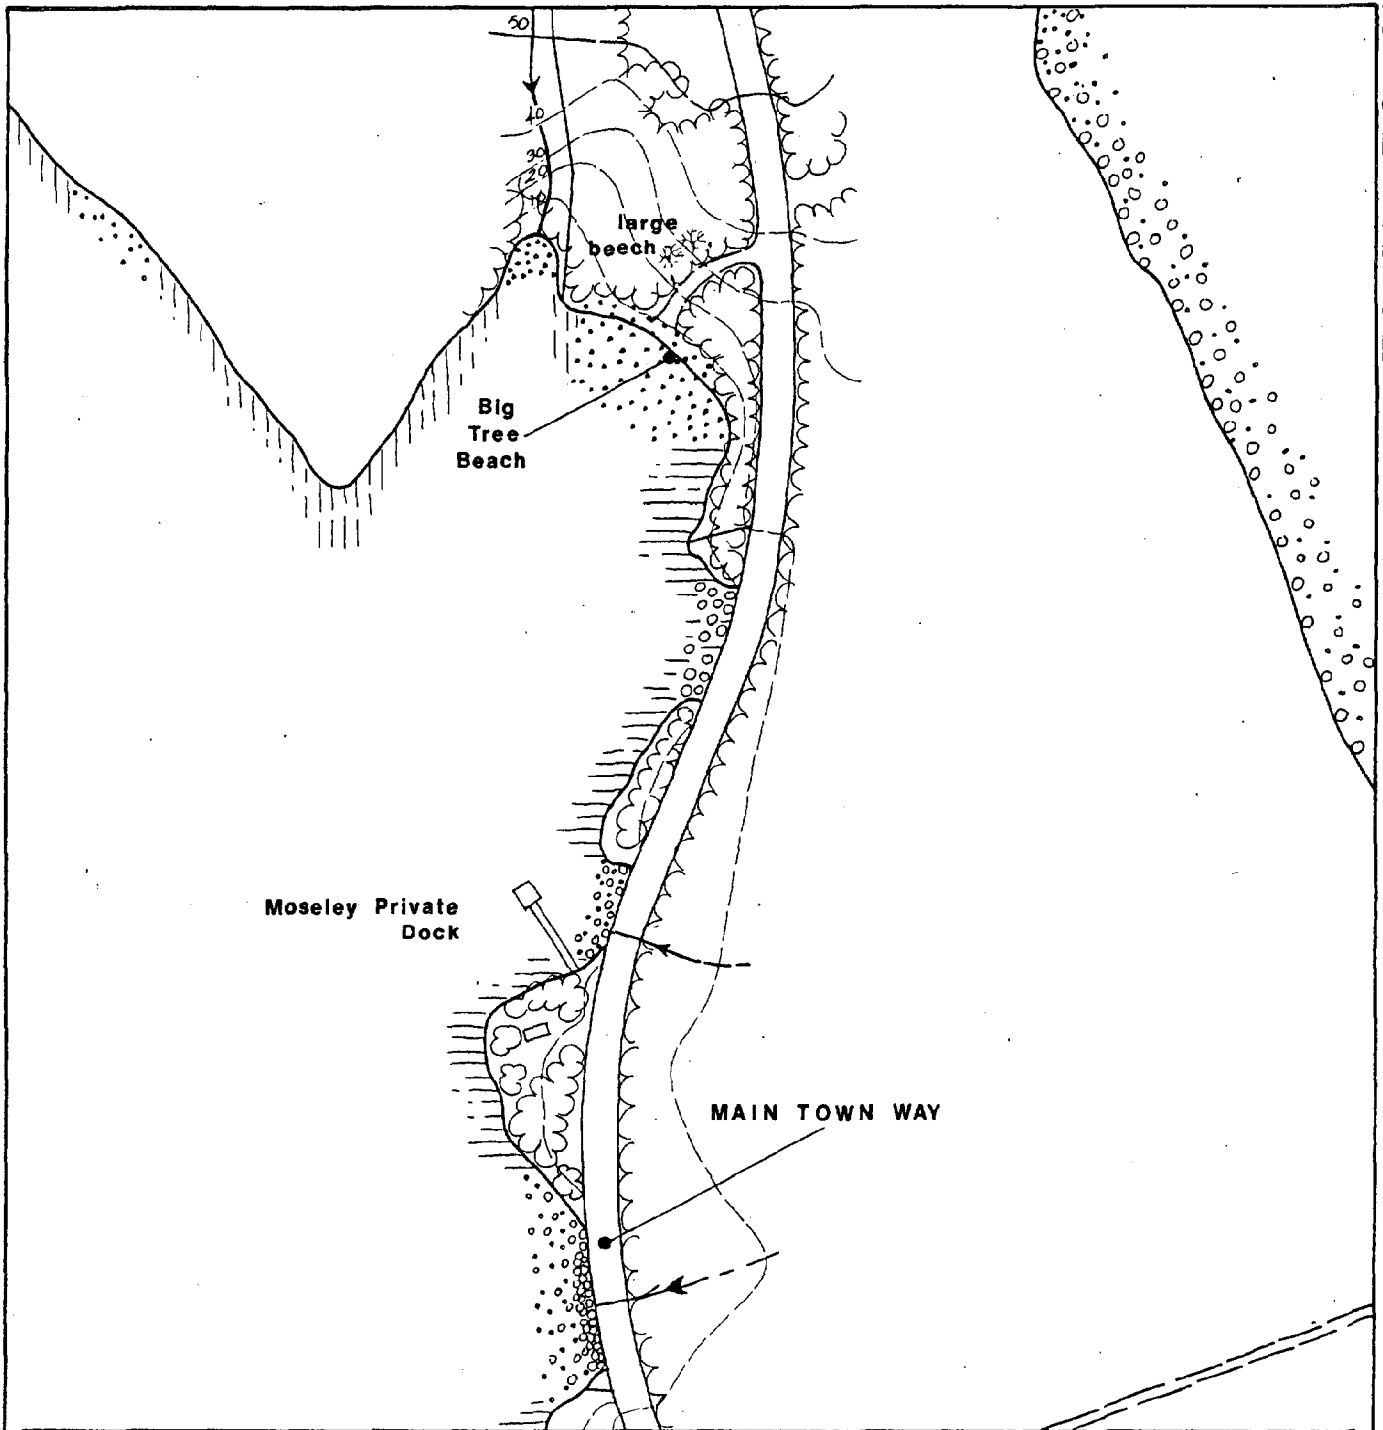 50
40
30
20
10
large
beech
Big
Tree
Beach
Moseley Private
Dock
MAIN TOWN WAY